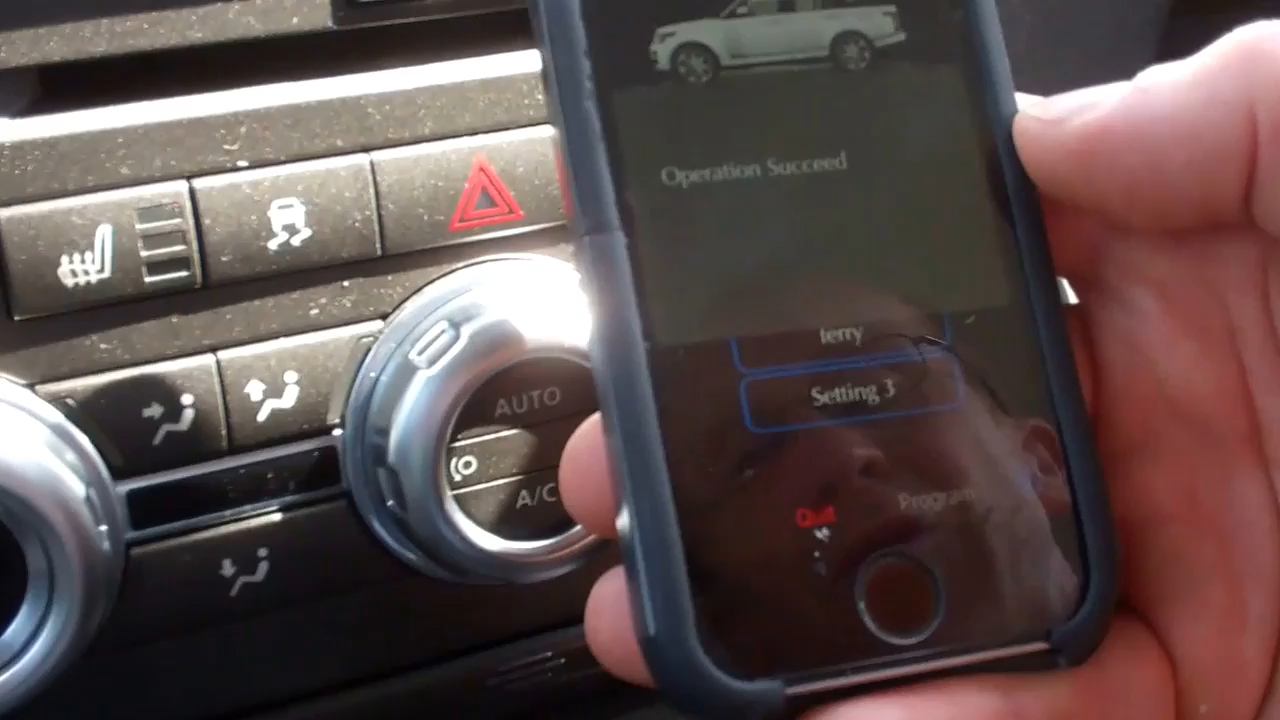 Operation Succeed
terry
Setting 3
Quit
Program
AUTO
A/C